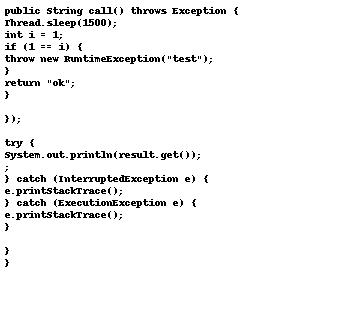 public String call() throws Exception {
Thread.sleep(1500);
int i = 1;
if (1 == i) {
throw new RuntimeException("test");
}
return "ok";
}

});

try {
System.out.println(result.get());
;
} catch (InterruptedException e) {
e.printStackTrace();
} catch (ExecutionException e) {
e.printStackTrace();
}

}
}